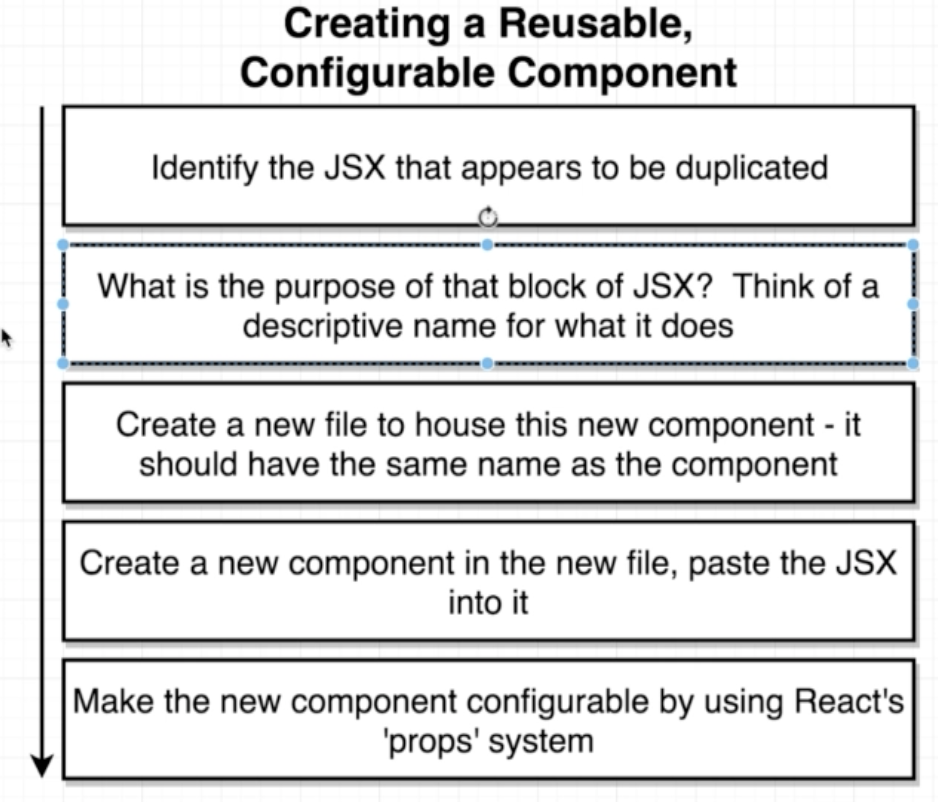 Creating a Reusable,
Configurable Component
Identify the JSX that appears to be duplicated
What is the purpose of that block of JSX?  Think of a
descriptive name for what it does
Create a new file to house this new component - it
should have the same name as the component
Create a new component in the new file, paste the JSX
into it
Make the new component configurable by using React's
'props' system